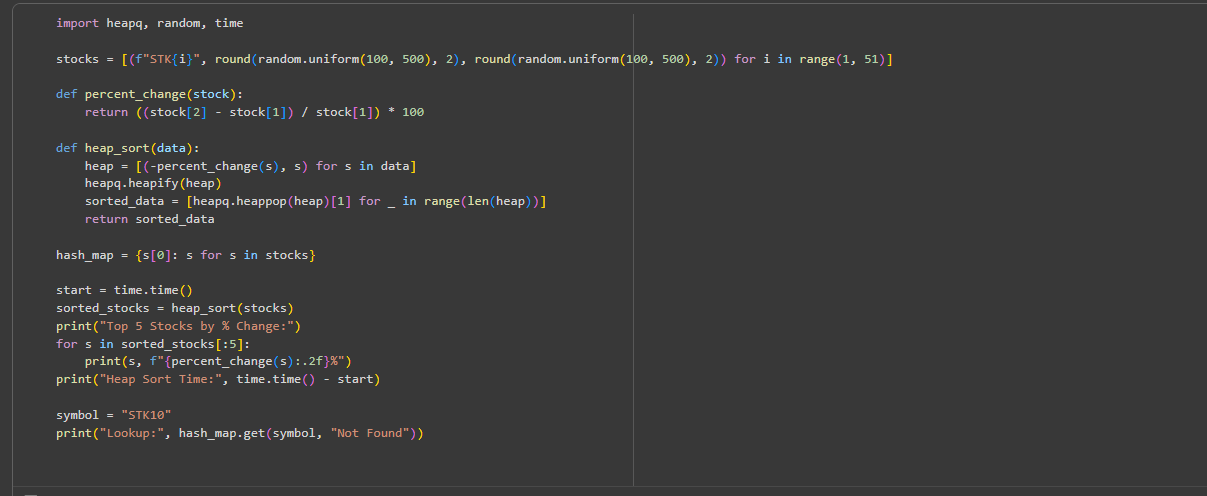 import heapq, random, time
stocks = [(f"STK{i}", round(random.uniform(100, 500), 2), round(random.uniform(100, 500), 2)) for i in range(1, 51)]
def percent_change(stock):
    return ((stock[2] - stock[1]) / stock[1]) * 100
def heap_sort(data):
    heap = [(-percent_change(s), s) for s in data]
    heapq.heapify(heap)
    sorted_data = [heapq.heappop(heap)[1] for _ in range(len(heap))]
    return sorted_data
hash_map = {s[0]: s for s in stocks}
start = time.time()
sorted_stocks = heap_sort(stocks)
print("Top 5 Stocks by % Change:")
for s in sorted_stocks[:5]:
    print(s, f"{percent_change(s):.2f}%")
print("Heap Sort Time:", time.time() - start)
symbol = "STK10"
print("Lookup:", hash_map.get(symbol, "Not Found"))